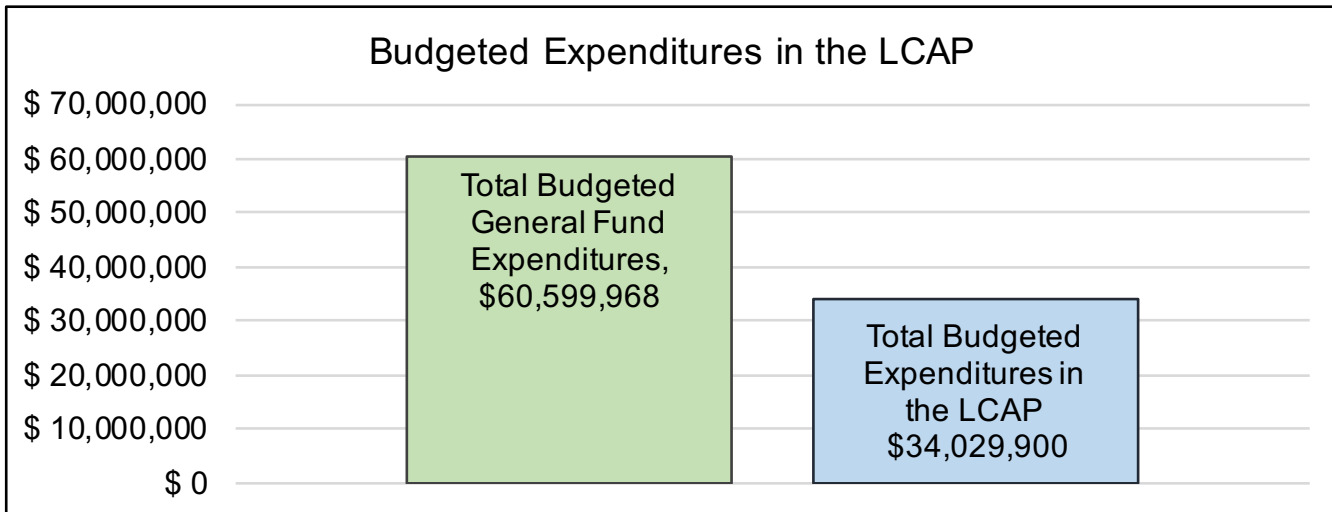 Budgeted Expenditures in the LCAP
$ 70,000,000
$ 60,000,000
$ 50,000,000
$ 40,000,000
$ 30,000,000
$ 20,000,000
$ 10,000,000
$ 0
Total Budgeted
General Fund
Expenditures,
$60,599,968
Total Budgeted
Expenditures in
the LCAP
$34,029,900